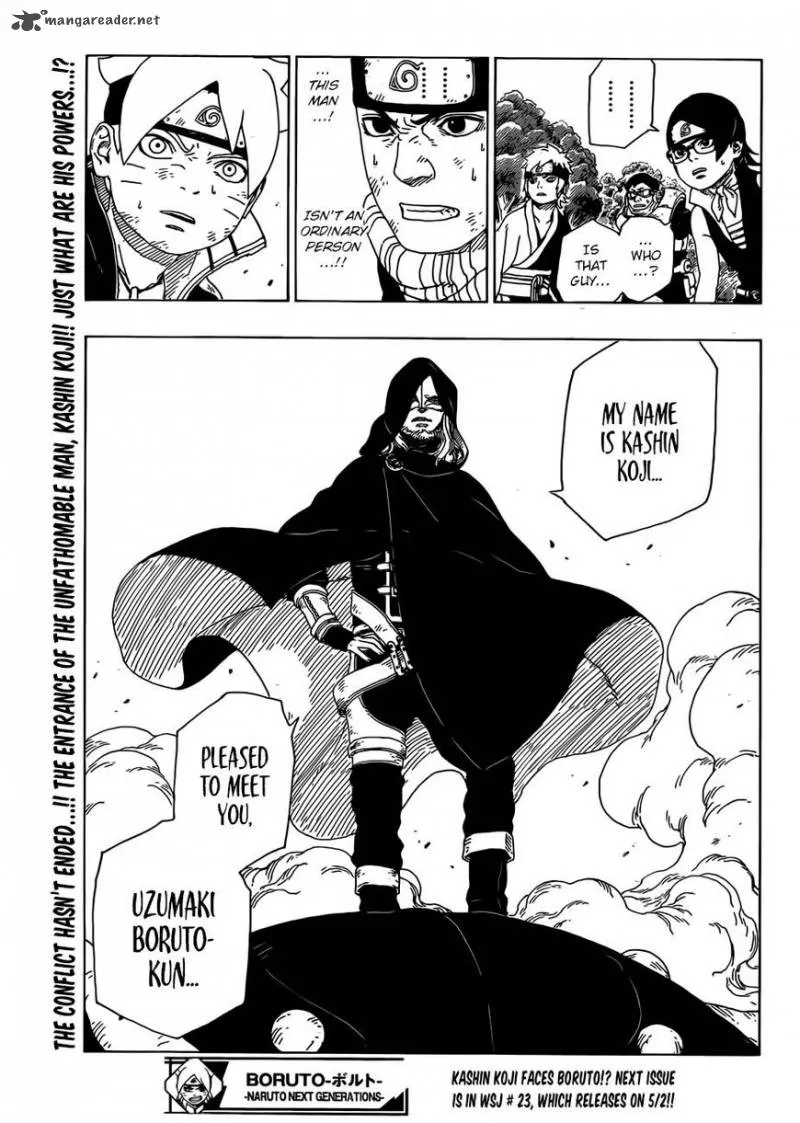 mangareader.net
...
THIS
MAN
...!
ISN'T AN
ORDINARY
PERSON
...!!
IS
THAT
GUY...
...
WHO
...?
MY NAME
IS KASHIN
KOJI...
PLEASED
TO MEET
YOU,
UZUMAKI
BORUTO-
KUN...
THE CONFLICT HASN'T ENDED...!! THE ENTRANCE OF THE UNFATHOMABLE MAN, KASHIN KOJI!! JUST WHAT ARE HIS POWERS...!?
BORUTO-ボルト-
-NARUTO NEXT GENERATIONS-
KASHIN KOJI FACES BORUTO!? NEXT ISSUE
IS IN WSJ # 23, WHICH RELEASES ON 5/2!!